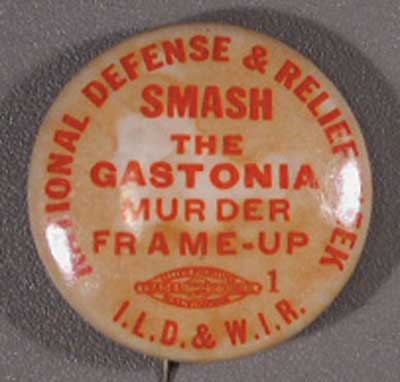 NATIONAL DEFENSE & RELIEF WEEK
SMASH
THE
GASTONIA
MURDER
FRAME-UP
1
I.L.D. & W.I.R.